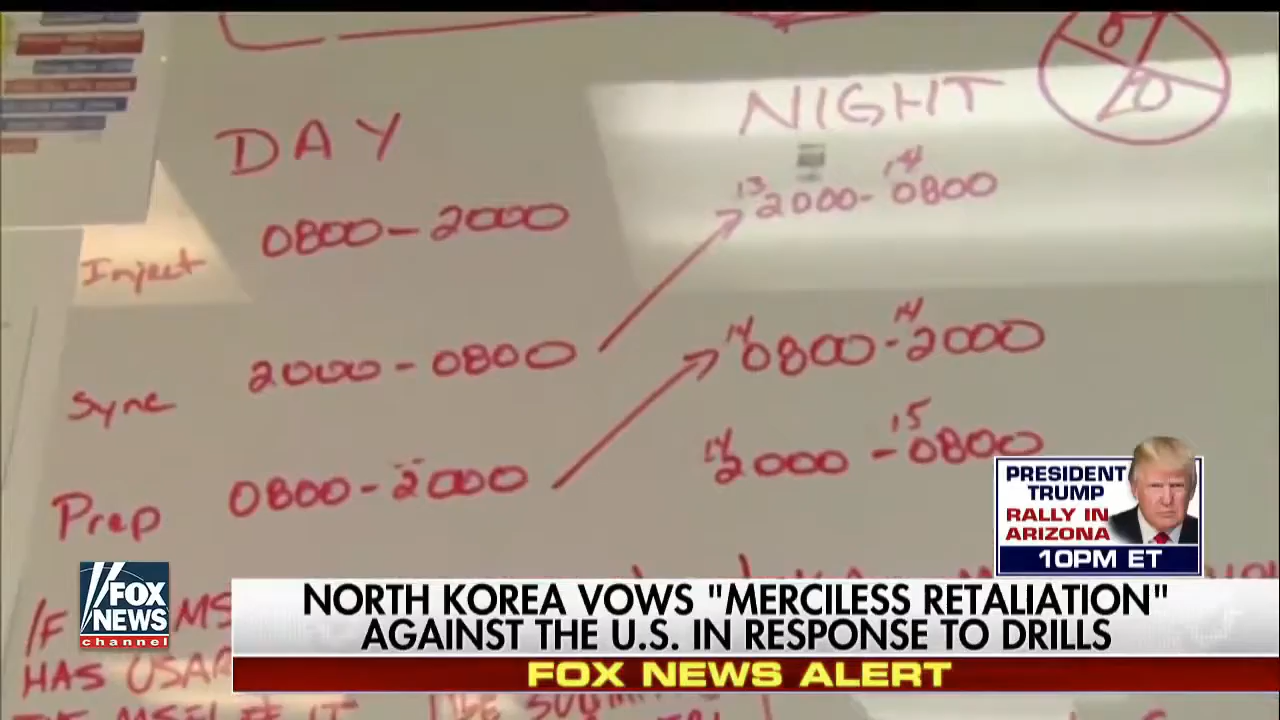 DAY NIGHT
Inject 0800-2000 13 2000- 14 0800
Sync 2000-0800 14 0800- 14 2000
Prep 0800-2000 14 2000- 15 0800
PRESIDENT
TRUMP
RALLY IN
ARIZONA
10PM ET
IF
HAS
FOX
NEWS
channel
NORTH KOREA VOWS "MERCILESS RETALIATION"
AGAINST THE U.S. IN RESPONSE TO DRILLS
FOX NEWS ALERT